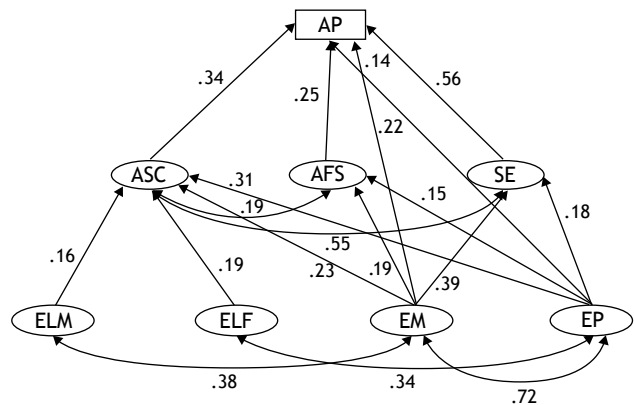 AP
.34
.14
.56
.25
.22
ASC
AFS
SE
.31
.19
.15
.18
.16
.19
.55
.23
.19
.39
ELM
ELF
EM
EP
.38
.34
.72